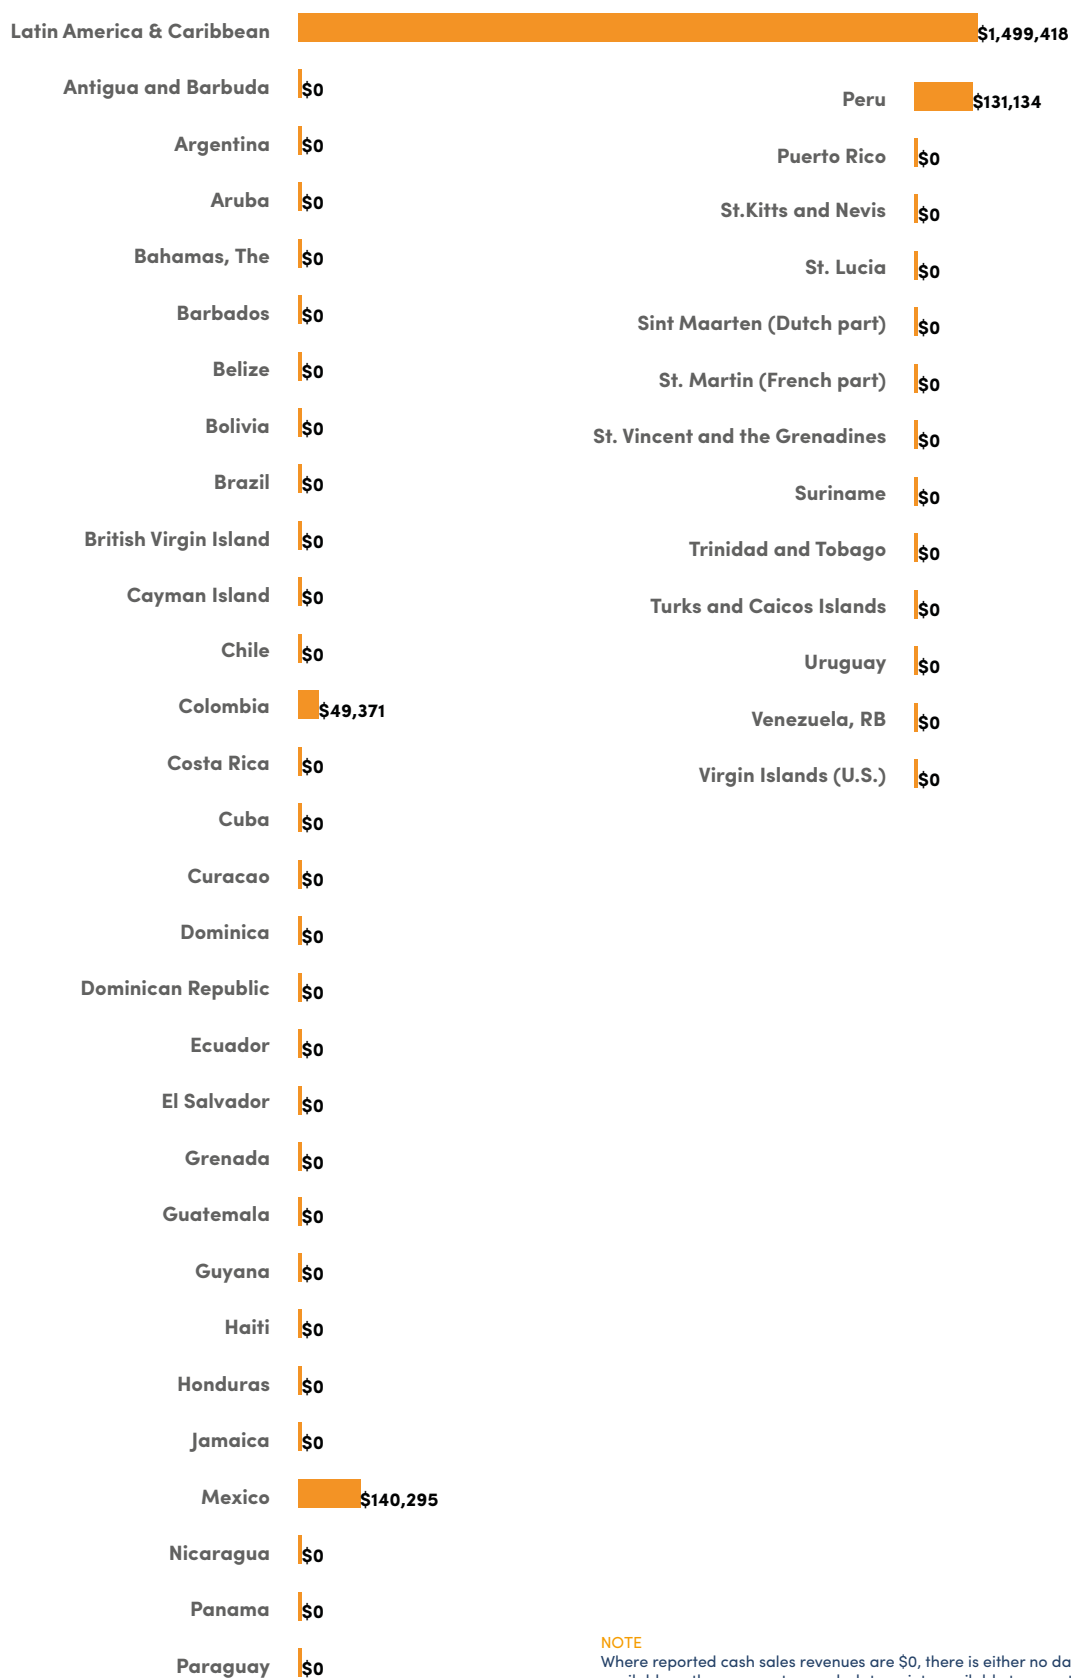 Latin America & Caribbean $1,499,418
Antigua and Barbuda $0
Argentina $0
Aruba $0
Bahamas, The $0
Barbados $0
Belize $0
Bolivia $0
Brazil $0
British Virgin Island $0
Cayman Island $0
Chile $0
Colombia $49,371
Costa Rica $0
Cuba $0
Curacao $0
Dominica $0
Dominican Republic $0
Ecuador $0
El Salvador $0
Grenada $0
Guatemala $0
Guyana $0
Haiti $0
Honduras $0
Jamaica $0
Mexico $140,295
Nicaragua $0
Panama $0
Paraguay $0
Peru $131,134
Puerto Rico $0
St.Kitts and Nevis $0
St. Lucia $0
Sint Maarten (Dutch part) $0
St. Martin (French part) $0
St. Vincent and the Grenadines $0
Suriname $0
Trinidad and Tobago $0
Turks and Caicos Islands $0
Uruguay $0
Venezuela, RB $0
Virgin Islands (U.S.) $0
NOTE
Where reported cash sales revenues are $0, there is either no da